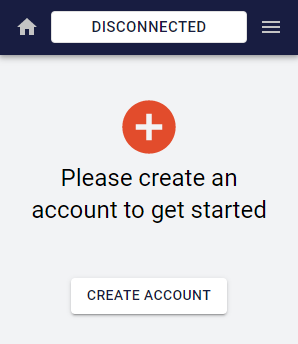 DISCONNECTED
Please create an
account to get started
CREATE ACCOUNT